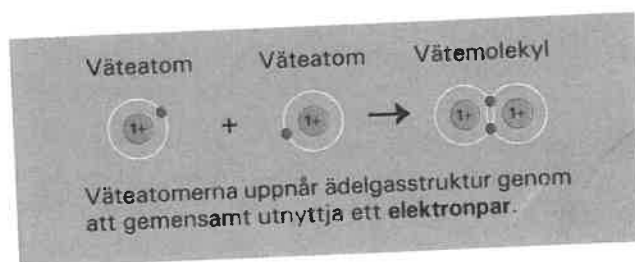 Väteatom Väteatom Vätemolekyl
1+ + 1+ → 1+ 1+
Väteatomerna uppnår ädelgasstruktur genom
att gemensamt utnyttja ett elektronpar.